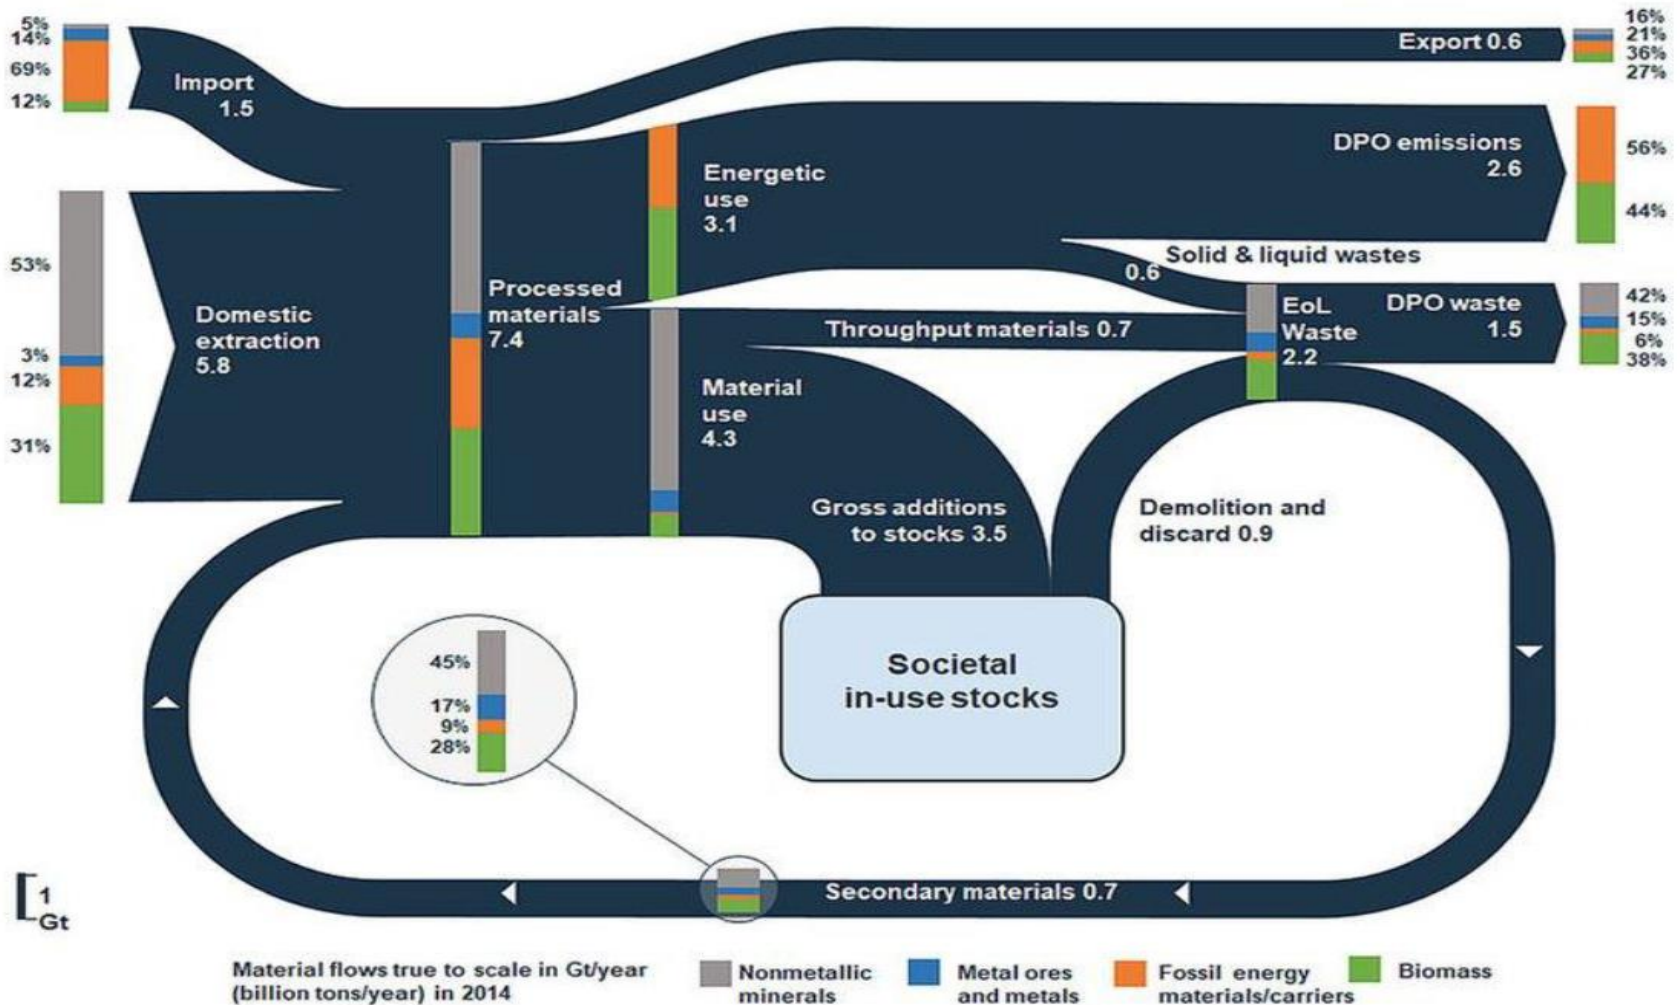 5%
14%
69%
12%
Import
1.5
Export 0.6
16%
21%
36%
27%
DPO emissions
2.6
56%
44%
Energetic
use
3.1
Solid & liquid wastes
0.6
53%
3%
12%
31%
Domestic
extraction
5.8
Processed
materials
7.4
Throughput materials 0.7
EoL
Waste
2.2
DPO waste
1.5
42%
15%
6%
38%
Material
use
4.3
Gross additions
to stocks 3.5
Demolition and
discard 0.9
Societal
in-use stocks
45%
17%
9%
28%
Secondary materials 0.7
1
Gt
Material flows true to scale in Gt/year
(billion tons/year) in 2014
Nonmetallic
minerals
Metal ores
and metals
Fossil energy
materials/carriers
Biomass